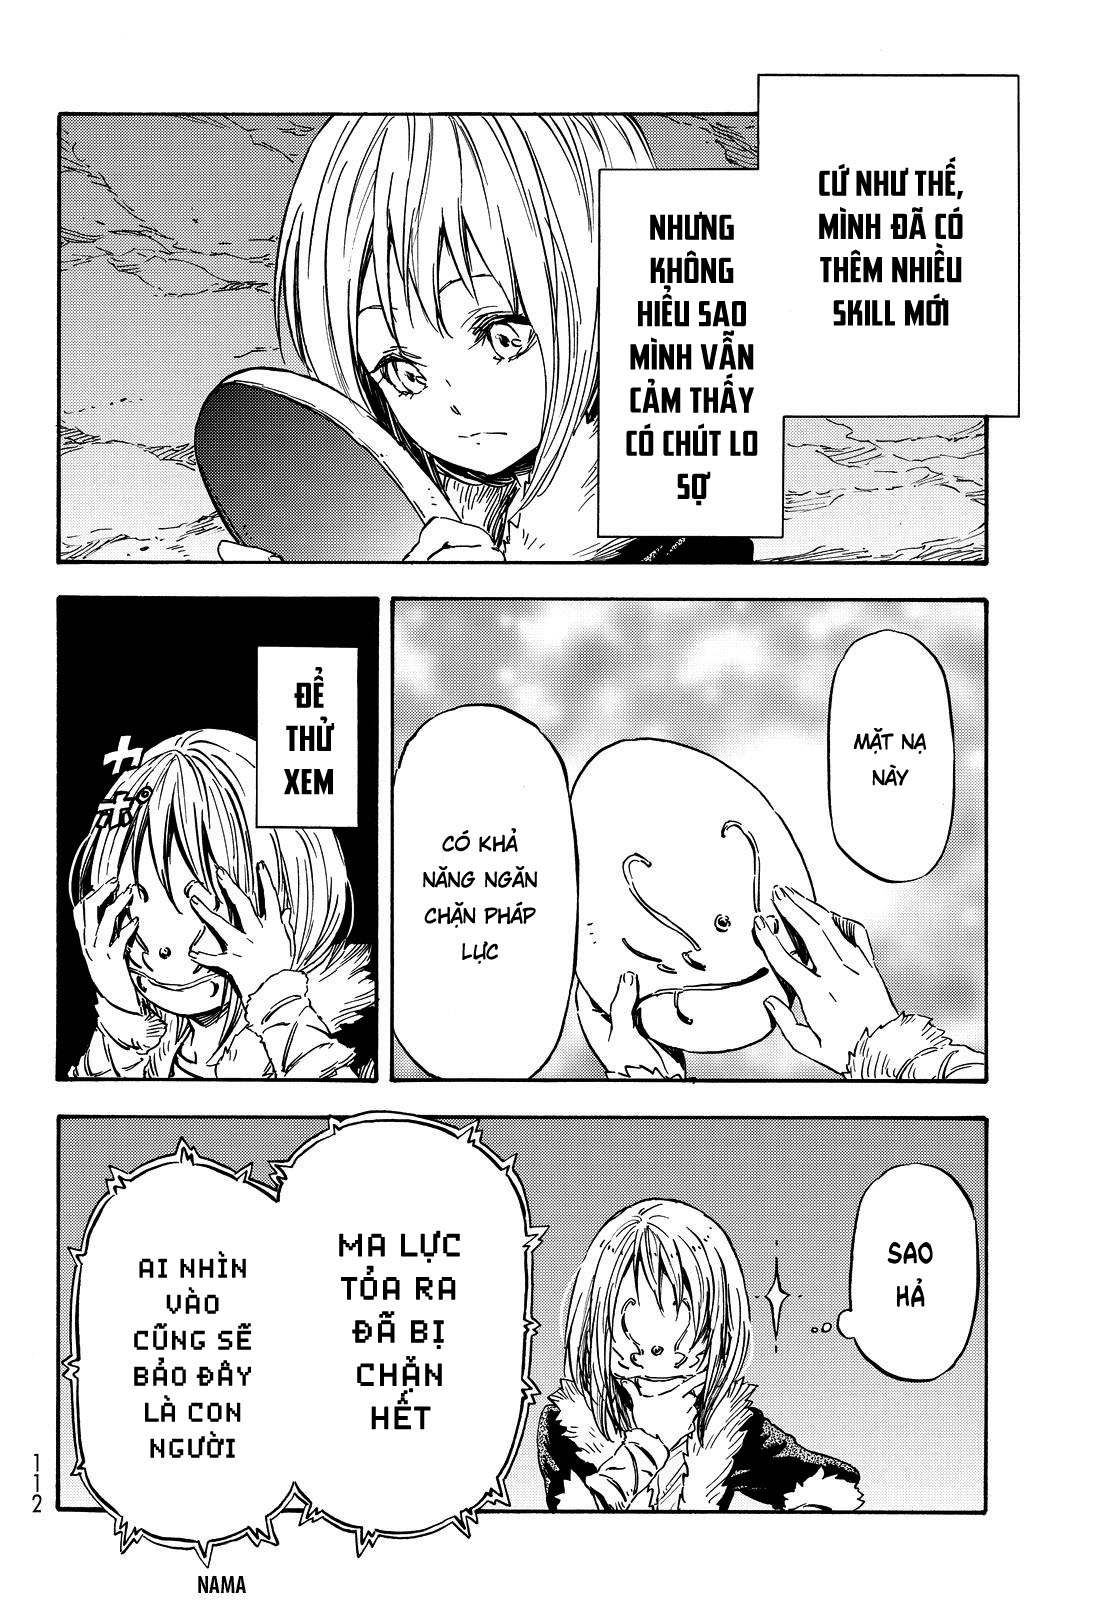 CỨ NHƯ THẾ,
MÌNH ĐÃ CÓ
THÊM NHIỀU
SKILL MỚI
NHƯNG
KHÔNG
HIỂU SAO
MÌNH VẪN
CẢM THẤY
CÓ CHÚT LO
SỢ
MẶT NẠ
NÀY
CÓ KHẢ
NĂNG NGĂN
CHẶN PHÁP
LỰC
ĐỂ
THỬ
XEM
カポ
SAO
HẢ
MA LỰC
TỎA RA
ĐÃ BỊ
CHẶN
HẾT
AI NHÌN
VÀO
CŨNG SẼ
BẢO ĐÂY
LÀ CON
NGƯỜI
112
NAMA